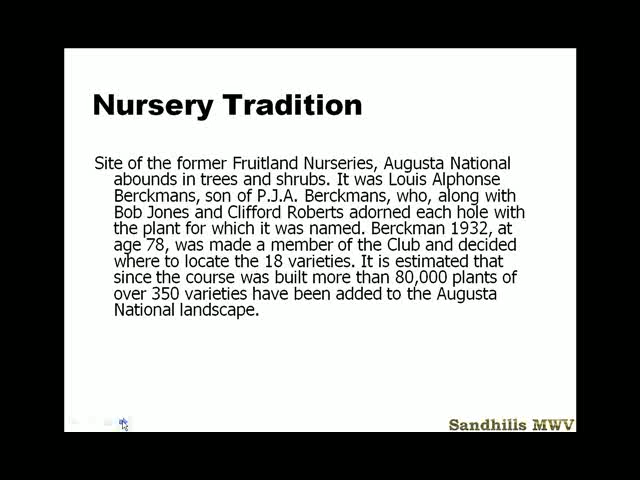 Nursery Tradition
Site of the former Fruitland Nurseries, Augusta National
abounds in trees and shrubs. It was Louis Alphonse
Berckmans, son of P.J.A. Berckmans, who, along with
Bob Jones and Clifford Roberts adorned each hole with
the plant for which it was named. Berckman 1932, at
age 78, was made a member of the Club and decided
where to locate the 18 varieties. It is estimated that
since the course was built more than 80,000 plants of
over 350 varieties have been added to the Augusta
National landscape.
Sandhills MWV